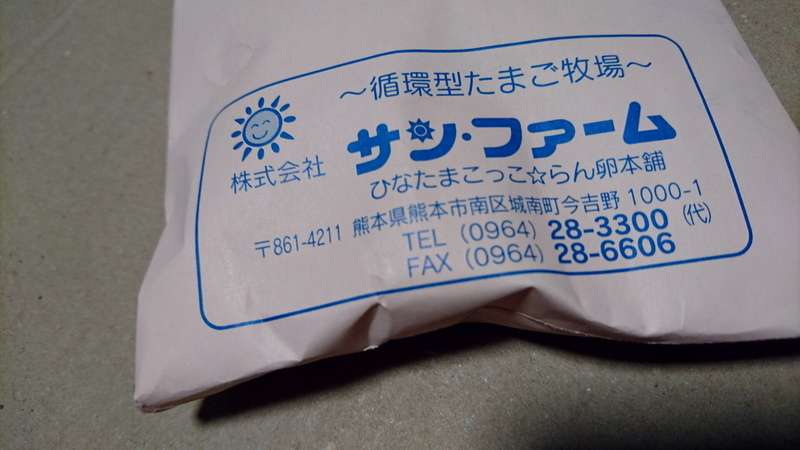 ~循環型たまご牧場~
株式会社 サン・ファーム
ひなたまこっこ☆らん卵本舗
〒861-4211 熊本県熊本市南区城南町今吉野 1000-1
TEL (0964) 28-3300 (代)
FAX (0964) 28-6606